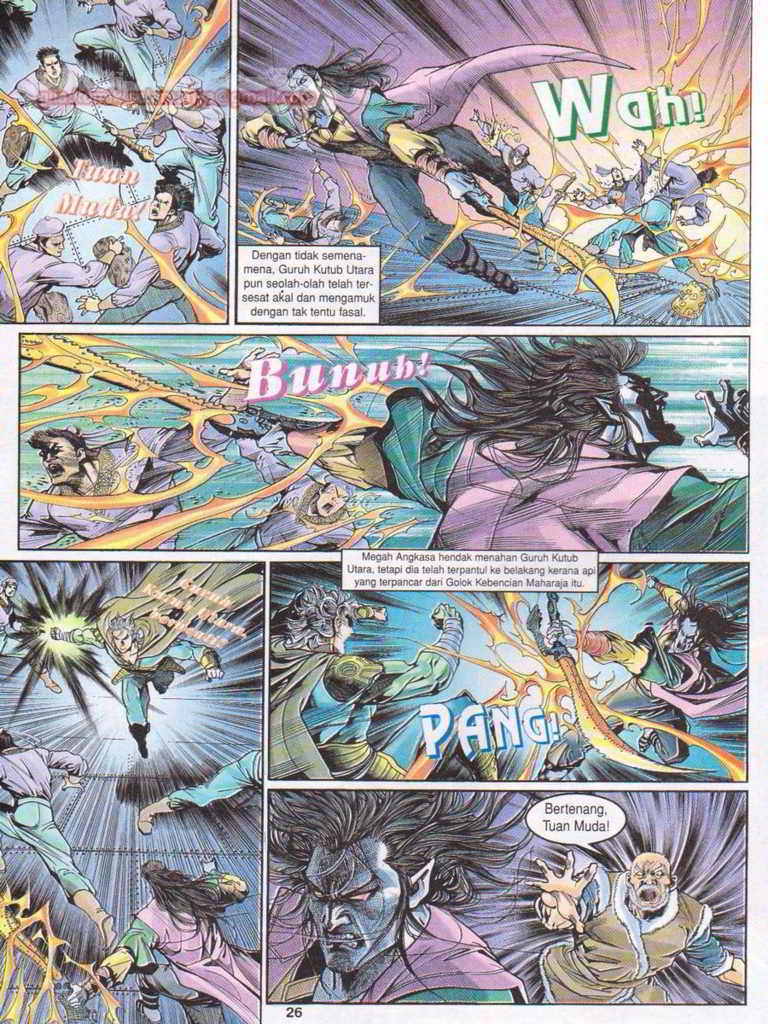 Tuan
Muda!
Wah!
Dengan tidak semena-
mena, Guruh Kutub Utara
pun seolah-olah telah ter-
sesat akal dan mengamuk
dengan tak tentu fasal.
Bunuh!
Megah Angkasa hendak menahan Guruh Kutub
Utara, tetapi dia telah terpantul ke belakang kerana api
yang terpancar dari Golok Kebencian Maharaja itu.
PANG!
Bertenang,
Tuan Muda!
26